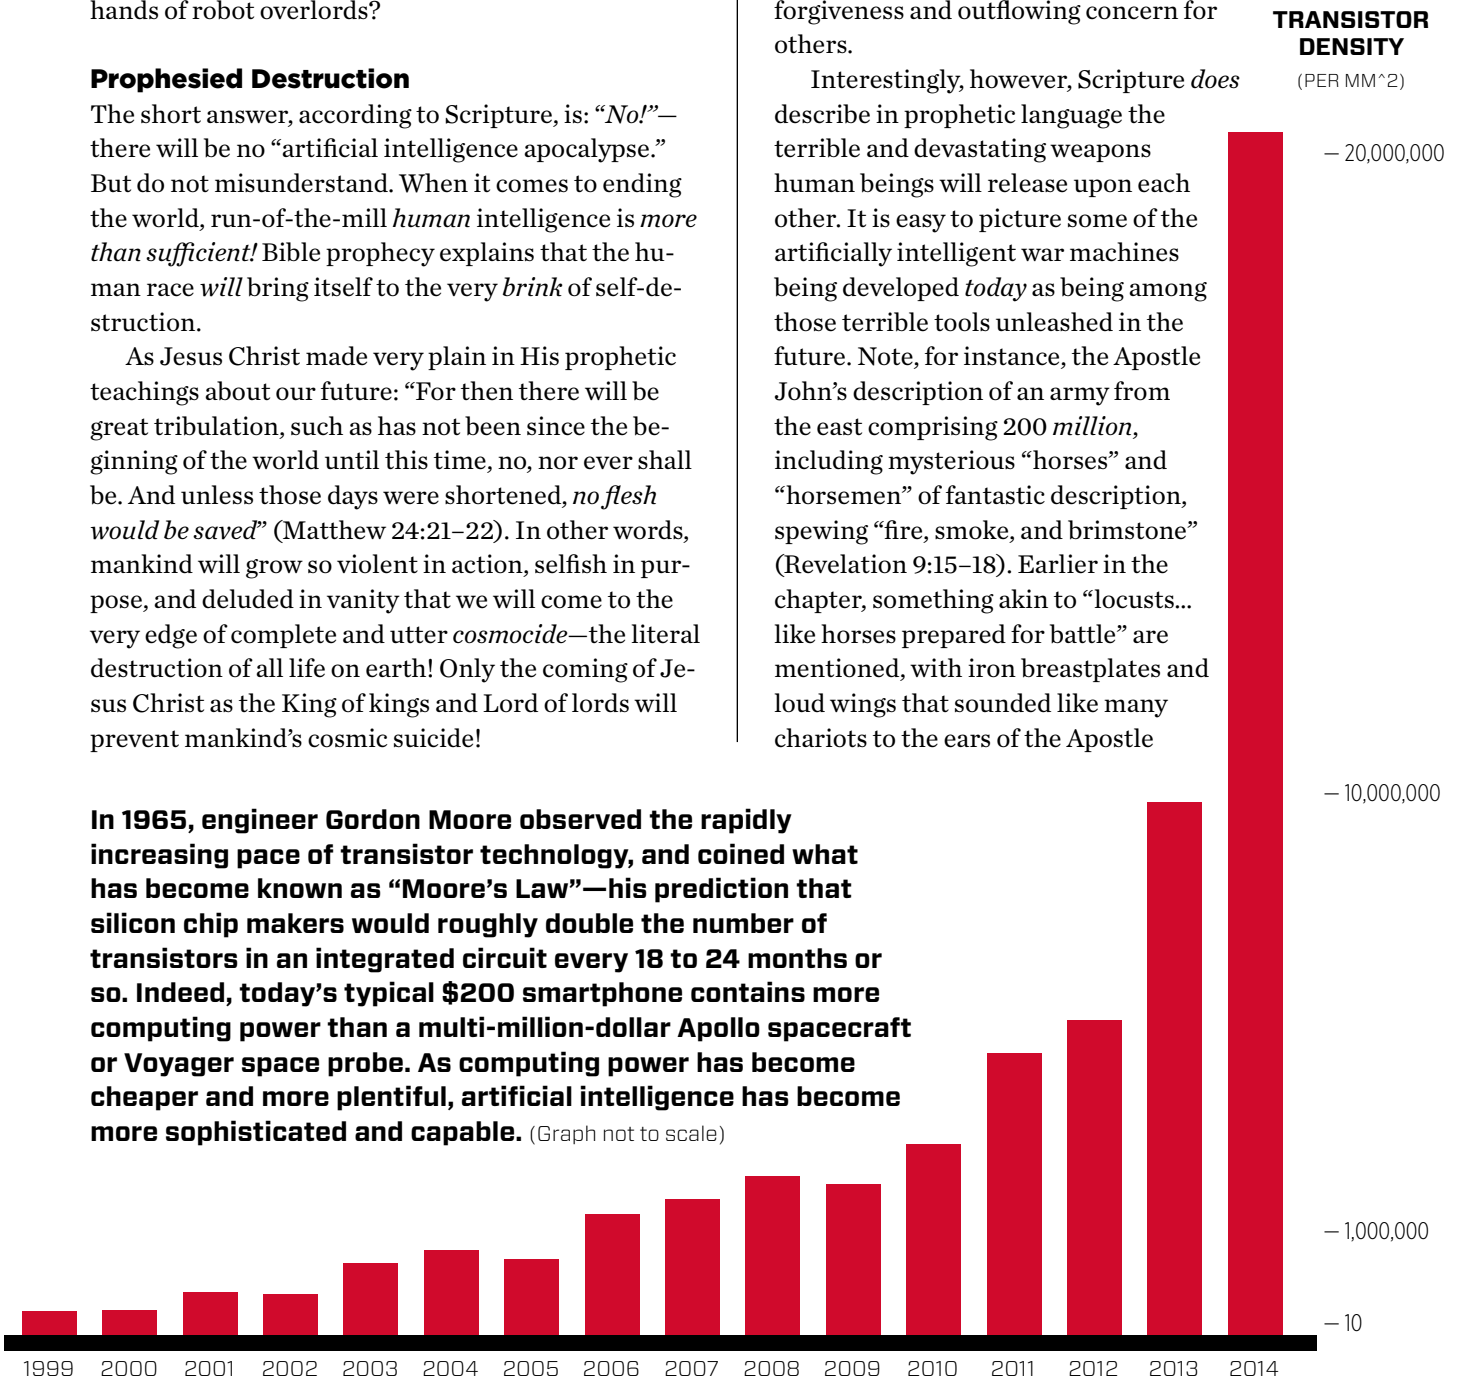 hands of robot overlords?
Prophesied Destruction
The short answer, according to Scripture, is: “No!”—
there will be no “artificial intelligence apocalypse.”
But do not misunderstand. When it comes to ending
the world, run-of-the-mill human intelligence is more
than sufficient! Bible prophecy explains that the hu-
man race will bring itself to the very brink of self-de-
struction.
As Jesus Christ made very plain in His prophetic
teachings about our future: “For then there will be
great tribulation, such as has not been since the be-
ginning of the world until this time, no, nor ever shall
be. And unless those days were shortened, no flesh
would be saved” (Matthew 24:21–22). In other words,
mankind will grow so violent in action, selfish in pur-
pose, and deluded in vanity that we will come to the
very edge of complete and utter cosmocide—the literal
destruction of all life on earth! Only the coming of Je-
sus Christ as the King of kings and Lord of lords will
prevent mankind’s cosmic suicide!
forgiveness and outflowing concern for
others.
Interestingly, however, Scripture does
describe in prophetic language the
terrible and devastating weapons
human beings will release upon each
other. It is easy to picture some of the
artificially intelligent war machines
being developed today as being among
those terrible tools unleashed in the
future. Note, for instance, the Apostle
John’s description of an army from
the east comprising 200 million,
including mysterious “horses” and
“horsemen” of fantastic description,
spewing “fire, smoke, and brimstone”
(Revelation 9:15–18). Earlier in the
chapter, something akin to “locusts…
like horses prepared for battle” are
mentioned, with iron breastplates and
loud wings that sounded like many
chariots to the ears of the Apostle
In 1965, engineer Gordon Moore observed the rapidly
increasing pace of transistor technology, and coined what
has become known as “Moore’s Law”—his prediction that
silicon chip makers would roughly double the number of
transistors in an integrated circuit every 18 to 24 months or
so. Indeed, today’s typical $200 smartphone contains more
computing power than a multi-million-dollar Apollo spacecraft
or Voyager space probe. As computing power has become
cheaper and more plentiful, artificial intelligence has become
more sophisticated and capable. (Graph not to scale)
TRANSISTOR
DENSITY
(PER MM^2)
— 20,000,000
— 10,000,000
— 1,000,000
— 10
1999 2000 2001 2002 2003 2004 2005 2006 2007 2008 2009 2010 2011 2012 2013 2014